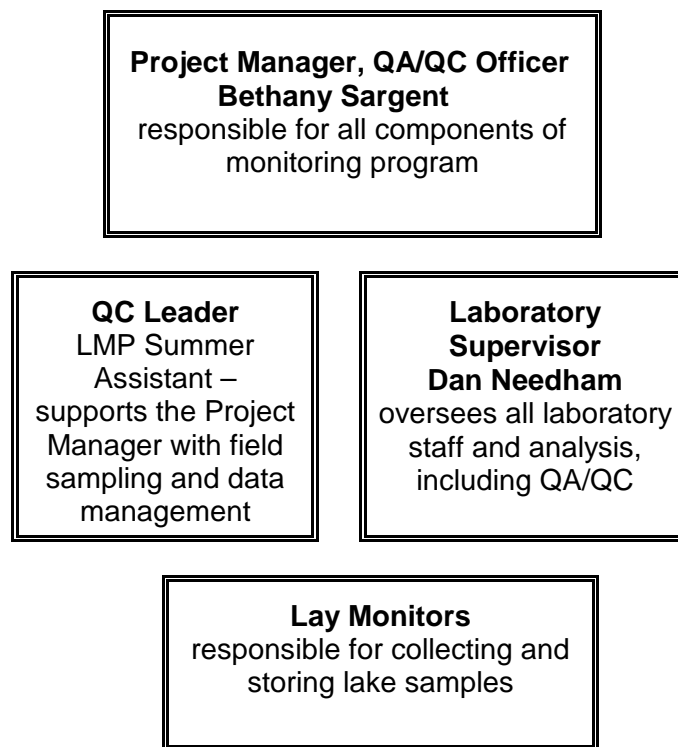 Project Manager, QA/QC Officer
Bethany Sargent
responsible for all components of
monitoring program
QC Leader
LMP Summer
Assistant –
supports the Project
Manager with field
sampling and data
management
Laboratory
Supervisor
Dan Needham
oversees all laboratory
staff and analysis,
including QA/QC
Lay Monitors
responsible for collecting and
storing lake samples